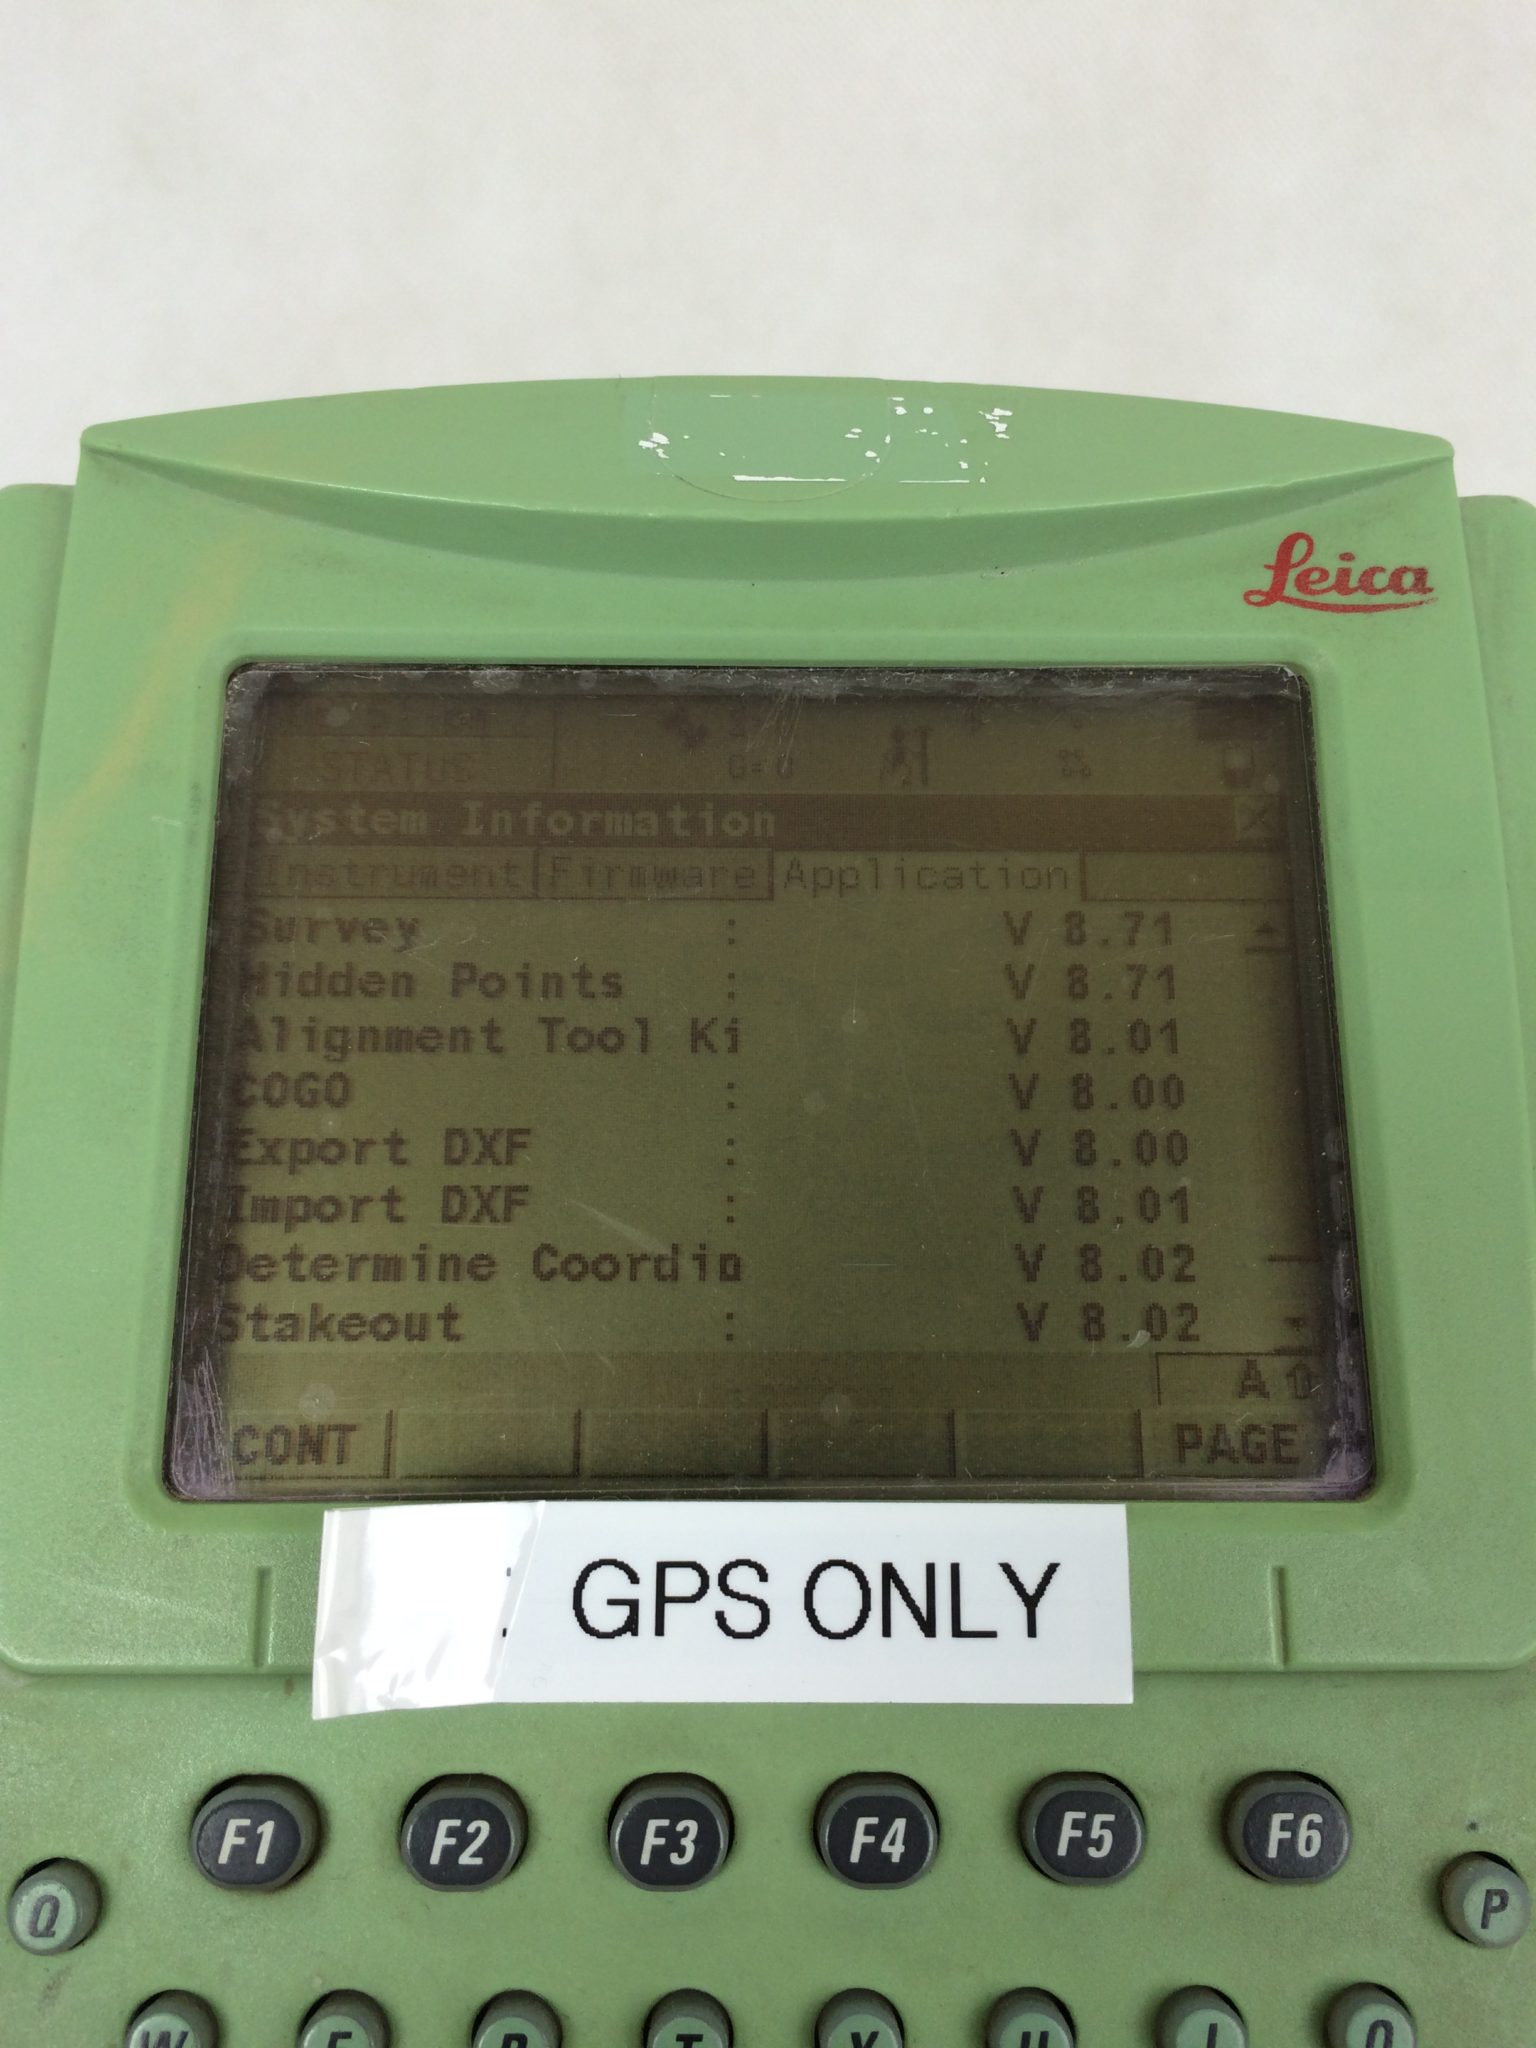 Leica
STATUS
System Information
Instrument Firmware Application
Survey : V 8.71
Hidden Points : V 8.71
Alignment Tool Ki V 8.01
COGO : V 8.00
Export DXF : V 8.00
Import DXF : V 8.01
Determine Coordin V 8.02
Stakeout : V 8.02
A
CONT PAGE
GPS ONLY
F1 F2 F3 F4 F5 F6
Q P
W E R T Y U I O